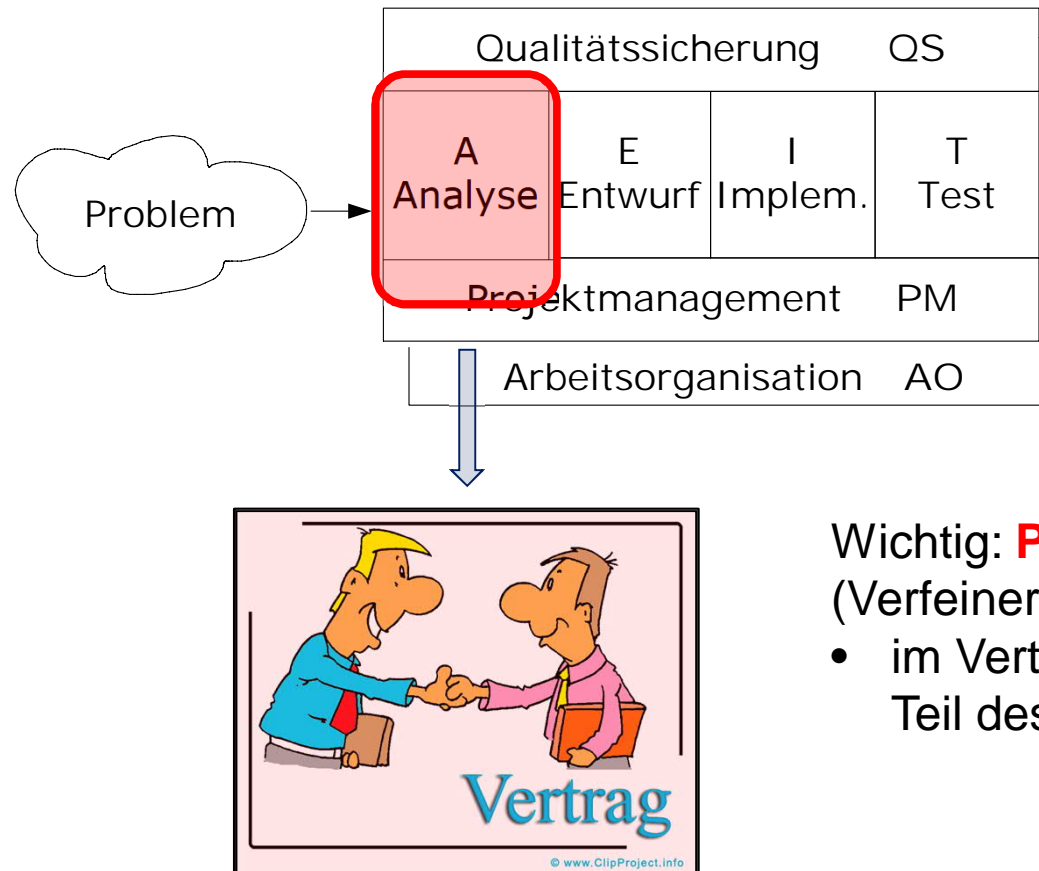 Qualitätssicherung QS
Problem
A
Analyse
E
Entwurf
I
Implem.
T
Test
Projektmanagement PM
Arbeitsorganisation AO
Wichtig: P
(Verfeiner
• im Vert
Teil des
Vertrag
© www.ClipProject.info